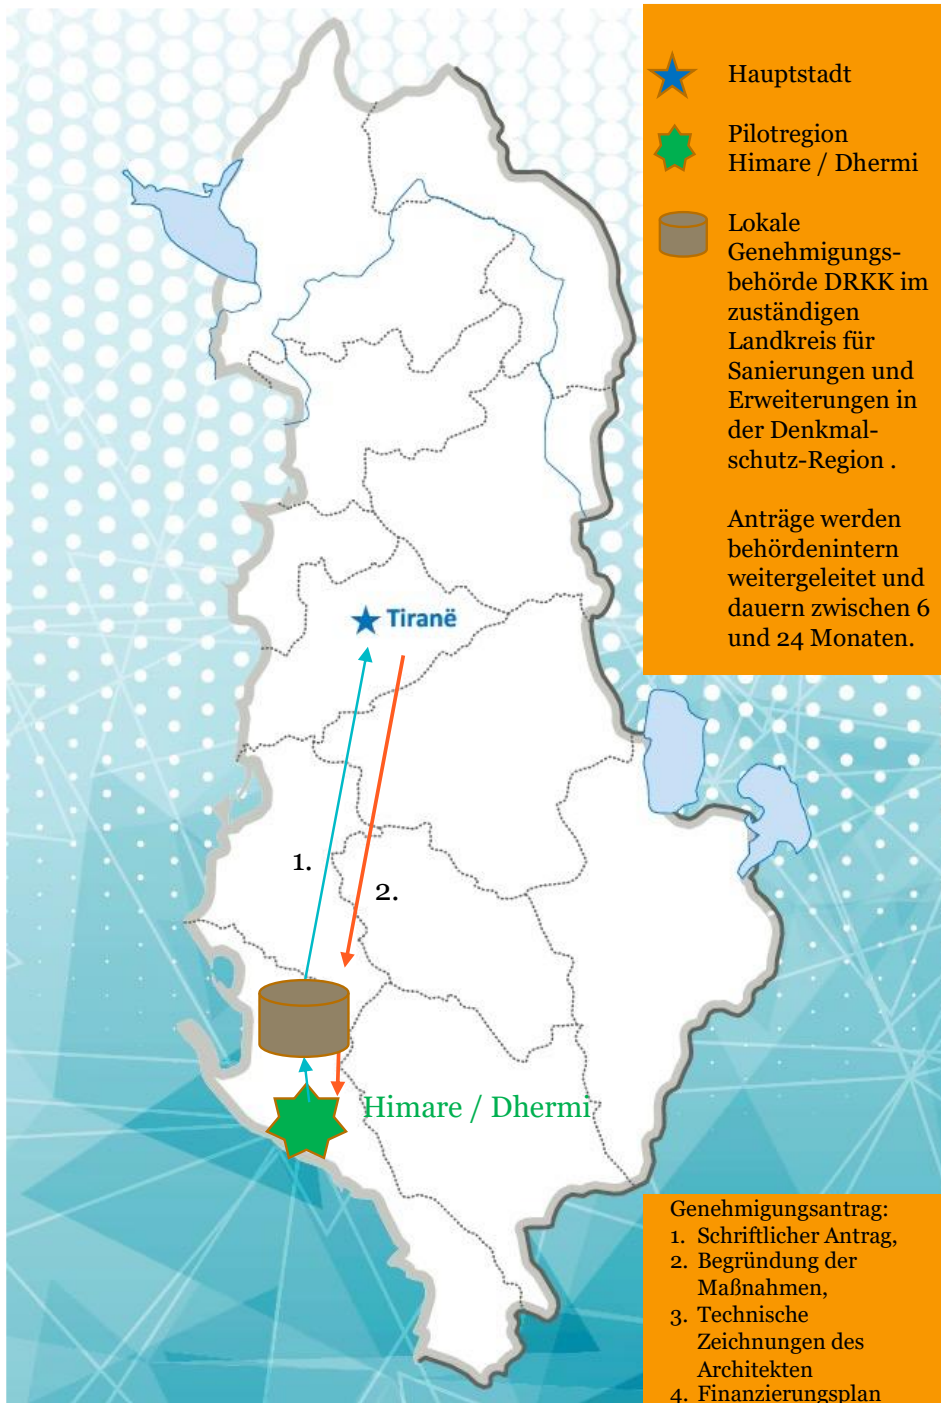 Hauptstadt
Pilotregion
Himare / Dhermi
Lokale
Genehmigungs-
behörde DRKK im
zuständigen
Landkreis für
Sanierungen und
Erweiterungen in
der Denkmal-
schutz-Region .
Anträge werden
behördenintern
weitergeleitet und
dauern zwischen 6
und 24 Monaten.
Tiranë
1.
2.
Himare / Dhermi
Genehmigungsantrag:
1. Schriftlicher Antrag,
2. Begründung der
Maßnahmen,
3. Technische
Zeichnungen des
Architekten
4. Finanzierungsplan